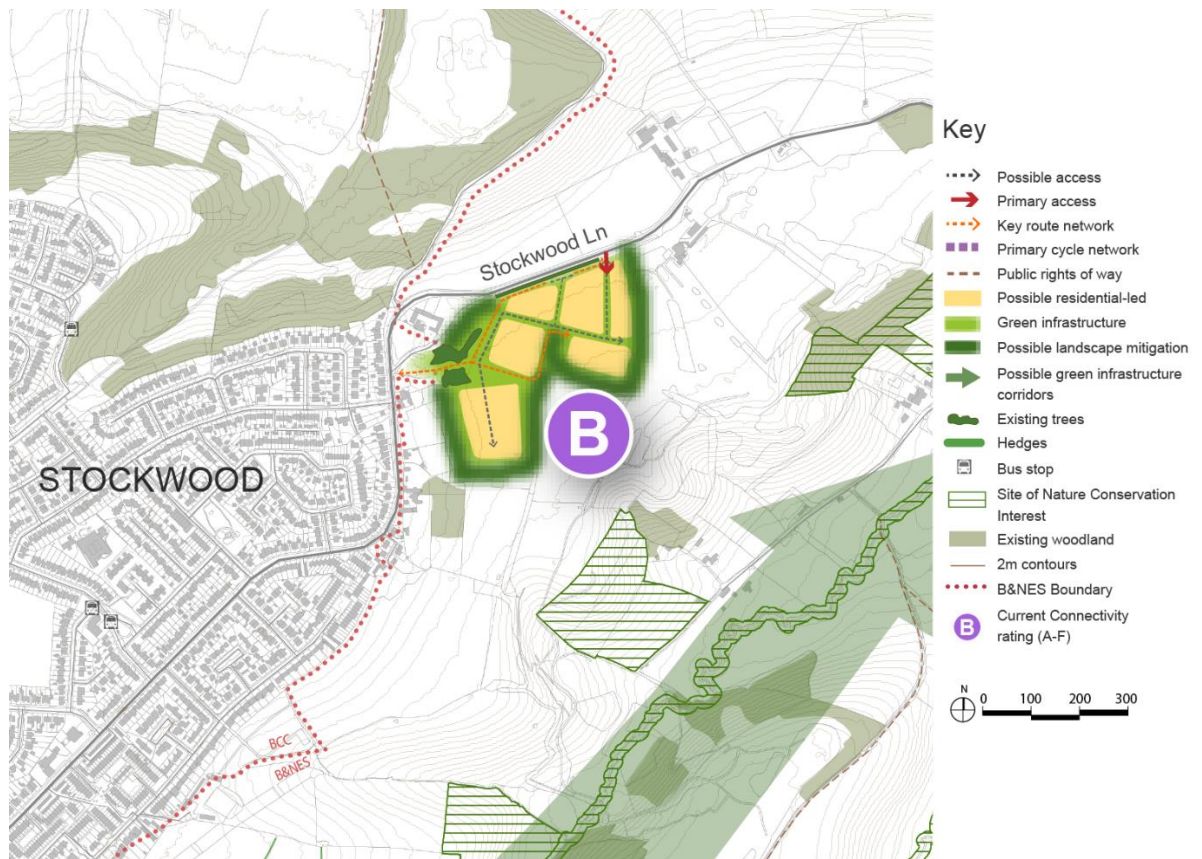 Stockwood Ln
B
STOCKWOOD
BCC
B&NES
Key
Possible access
Primary access
Key route network
Primary cycle network
Public rights of way
Possible residential-led
Green infrastructure
Possible landscape mitigation
Possible green infrastructure
corridors
Existing trees
Hedges
Bus stop
Site of Nature Conservation
Interest
Existing woodland
2m contours
B&NES Boundary
B
Current Connectivity
rating (A-F)
N
0 100 200 300